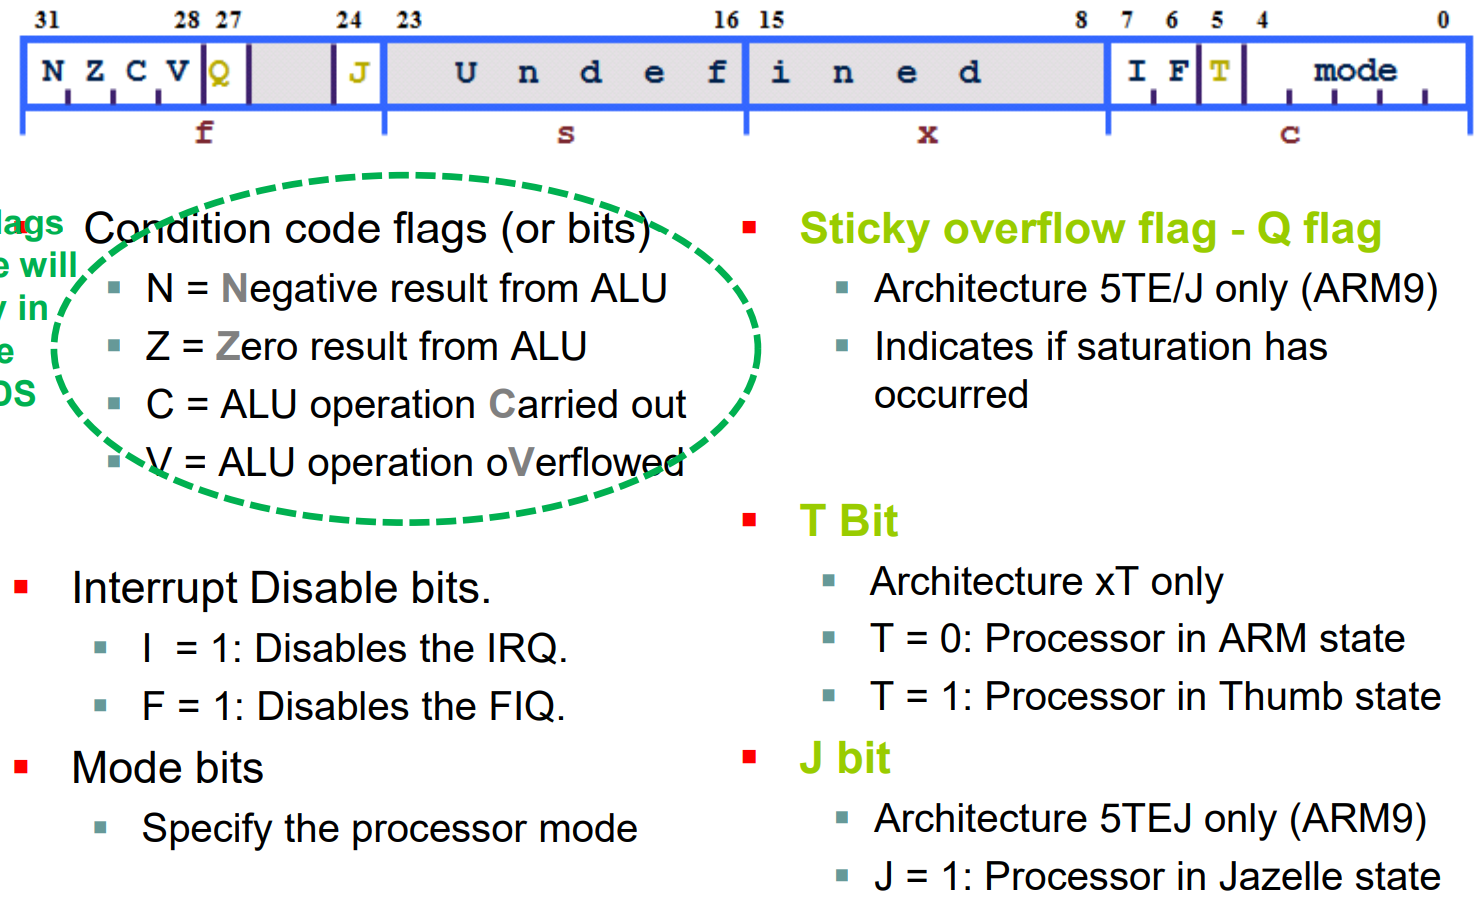 31 28 27 24 23 16 15 8 7 6 5 4 0
N Z C V Q J U n d e f i n e d I F T mode
f s x c
Condition code flags (or bits)
N = Negative result from ALU
Z = Zero result from ALU
C = ALU operation Carried out
V = ALU operation oVerflowed
will
in
Interrupt Disable bits.
I = 1: Disables the IRQ.
F = 1: Disables the FIQ.
Mode bits
Specify the processor mode
Sticky overflow flag - Q flag
Architecture 5TE/J only (ARM9)
Indicates if saturation has
occurred
T Bit
Architecture xT only
T = 0: Processor in ARM state
T = 1: Processor in Thumb state
J bit
Architecture 5TEJ only (ARM9)
J = 1: Processor in Jazelle state